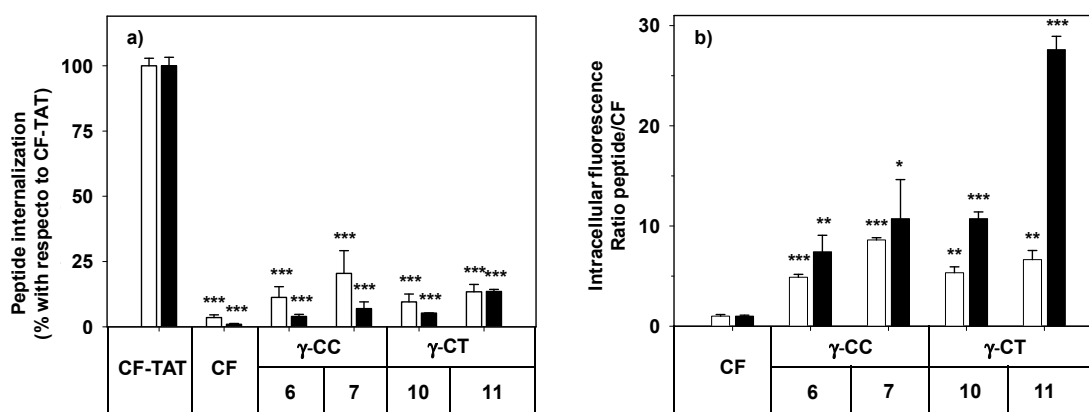 a)
Peptide internalization
(% with respecto to CF-TAT)
100
75
50
25
0
***
***
***
***
***
***
***
***
***
***
CF-TAT
CF
γ-CC
γ-CT
6
7
10
11
b)
Intracellular fluorescence
Ratio peptide/CF
30
20
10
0
***
**
***
*
**
***
**
***
CF
γ-CC
γ-CT
6
7
10
11